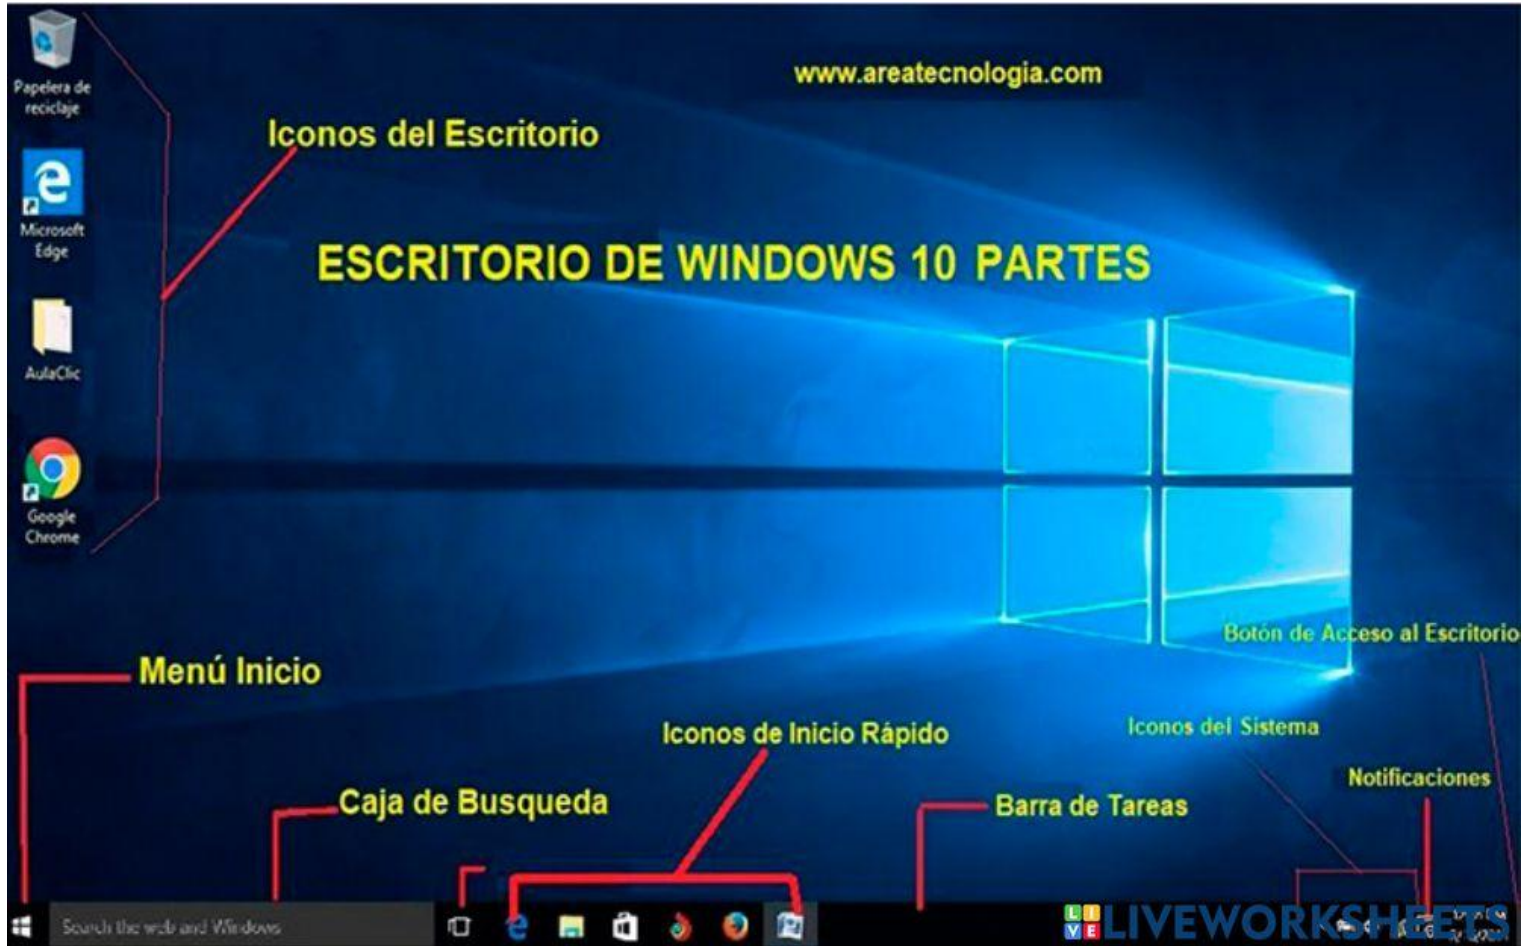 www.areatecnologia.com
Papelera de
reciclaje
Iconos del Escritorio
Microsoft
Edge
ESCRITORIO DE WINDOWS 10 PARTES
AulaClic
Google
Chrome
Botón de Acceso al Escritorio
Menú Inicio
Iconos de Inicio Rápido
Iconos del Sistema
Notificaciones
Caja de Busqueda
Barra de Tareas
Search the web and Windows
LIVE
LIVEWORKSHEETS